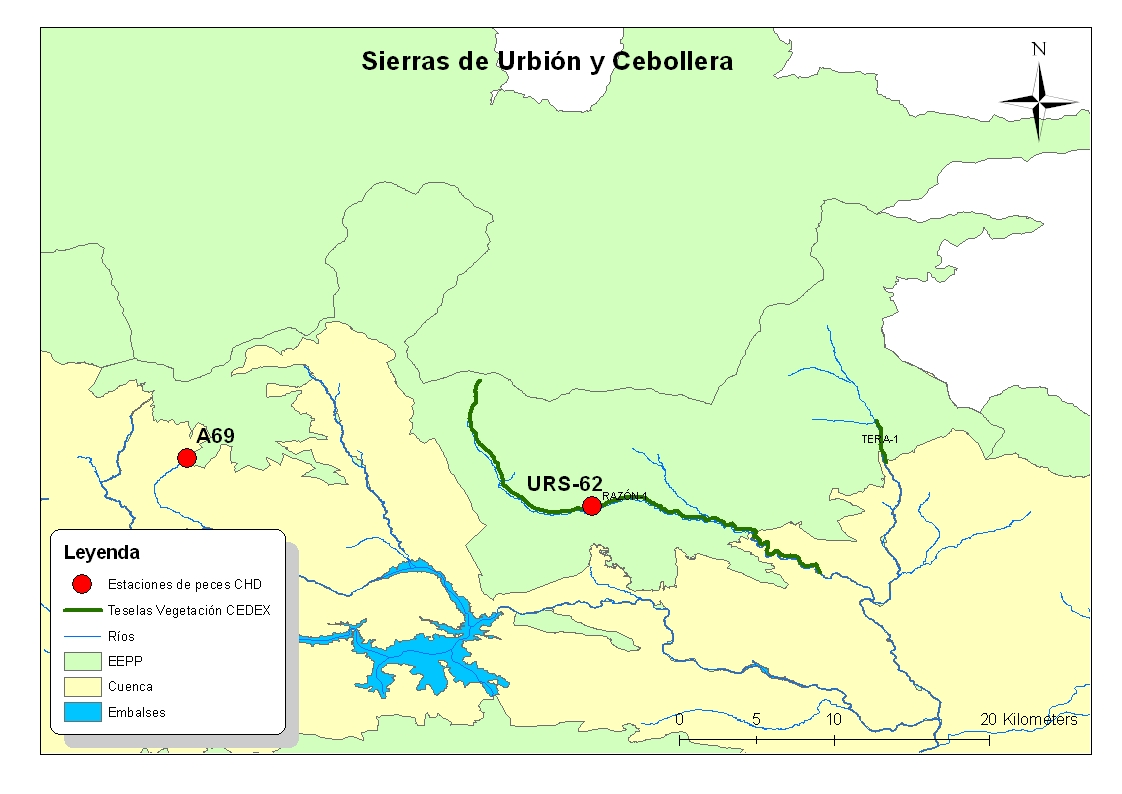 Sierras de Urbión y Cebollera
N
A69
TERA-1
URS-62
RAZÓN-1
Leyenda
Estaciones de peces CHD
Teselas Vegetación CEDEX
Ríos
EEPP
Cuenca
Embalses
0 5 10 20 Kilometers